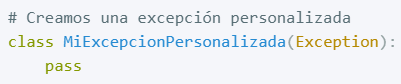 # Creamos una excepción personalizada
class MiExcepcionPersonalizada(Exception):
    pass